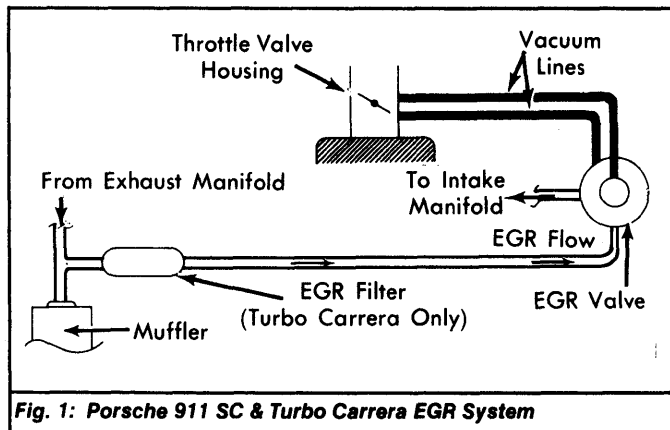 Throttle Valve
Housing
Vacuum
Lines
From Exhaust Manifold
To Intake
Manifold
EGR Flow
EGR Filter
(Turbo Carrera Only)
EGR Valve
Muffler
Fig. 1: Porsche 911 SC & Turbo Carrera EGR System